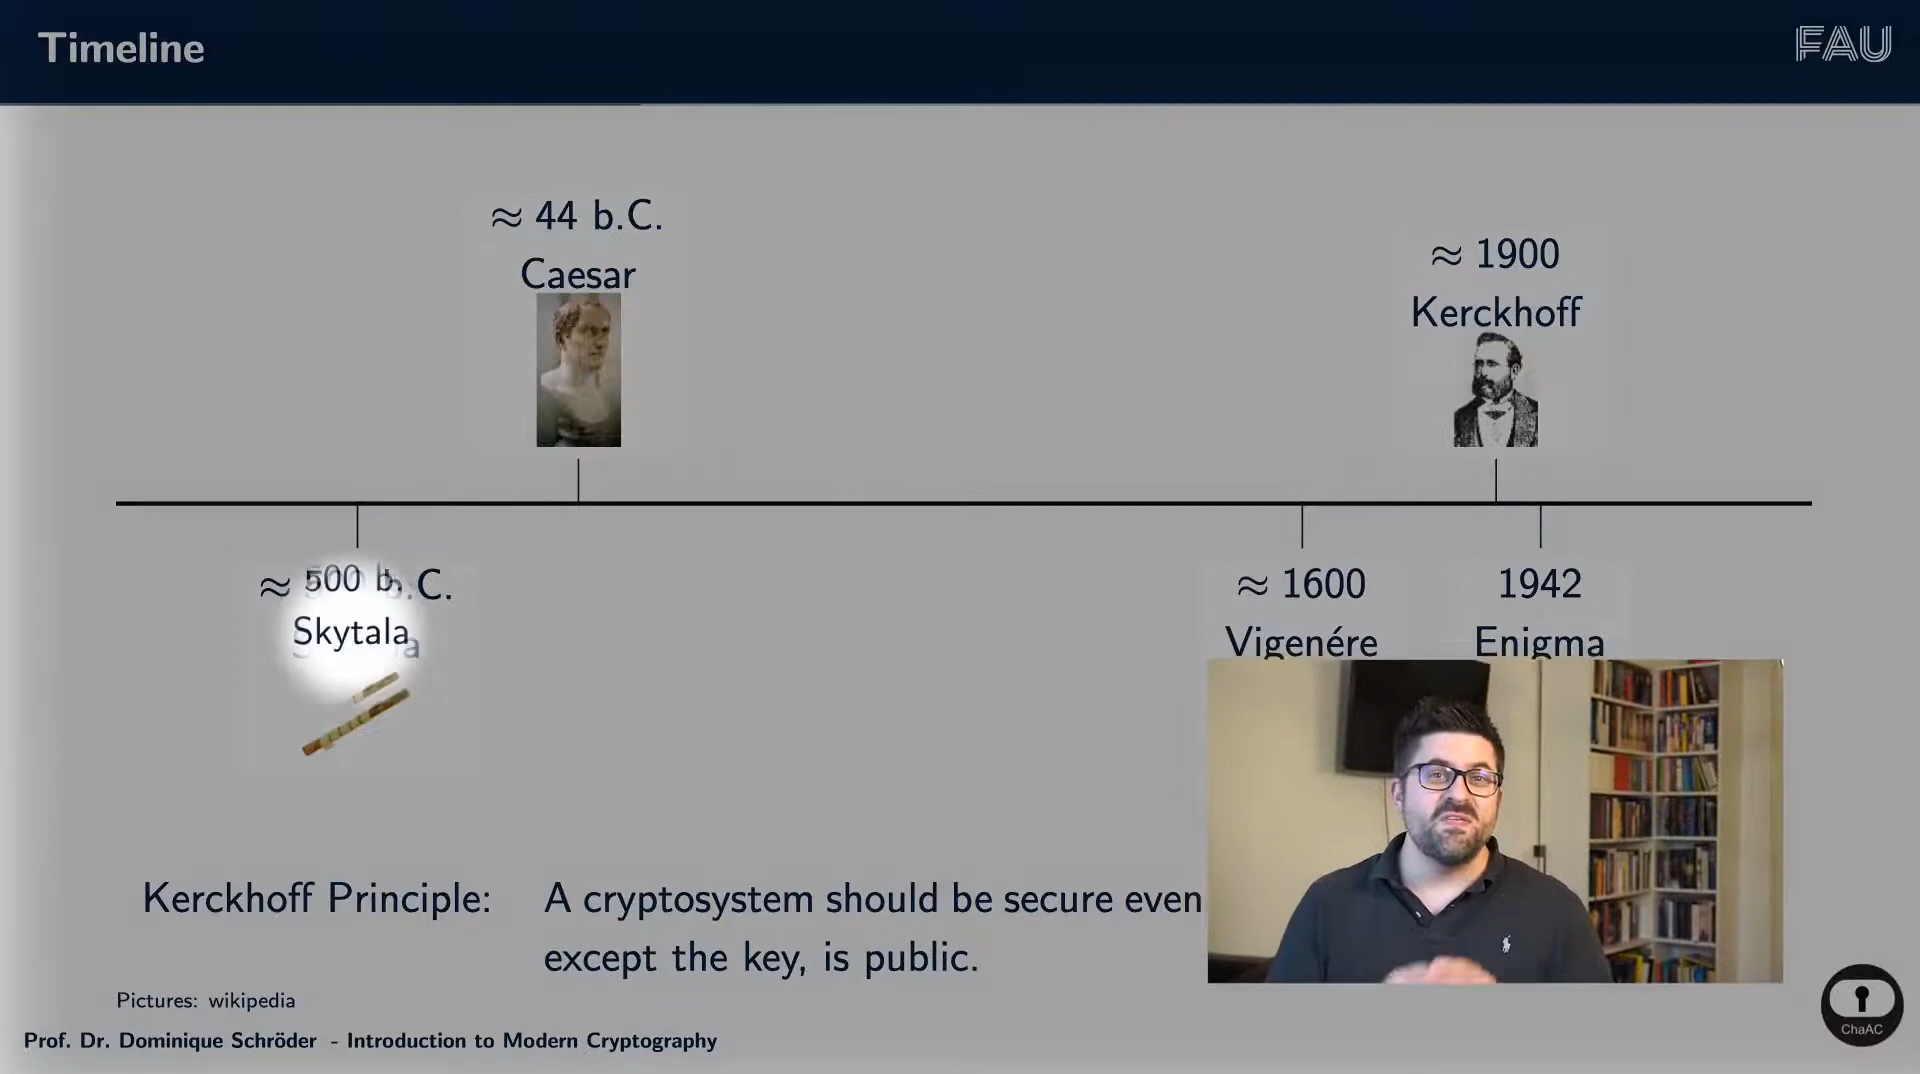 Timeline
FAU
≈ 44 b.C.
Caesar
≈ 1900
Kerckhoff
≈ 500 b.C.
Skytala
≈ 1600
Vigenére
1942
Enigma
Kerckhoff Principle: A cryptosystem should be secure even
except the key, is public.
Pictures: wikipedia
Prof. Dr. Dominique Schröder - Introduction to Modern Cryptography
ChaAC